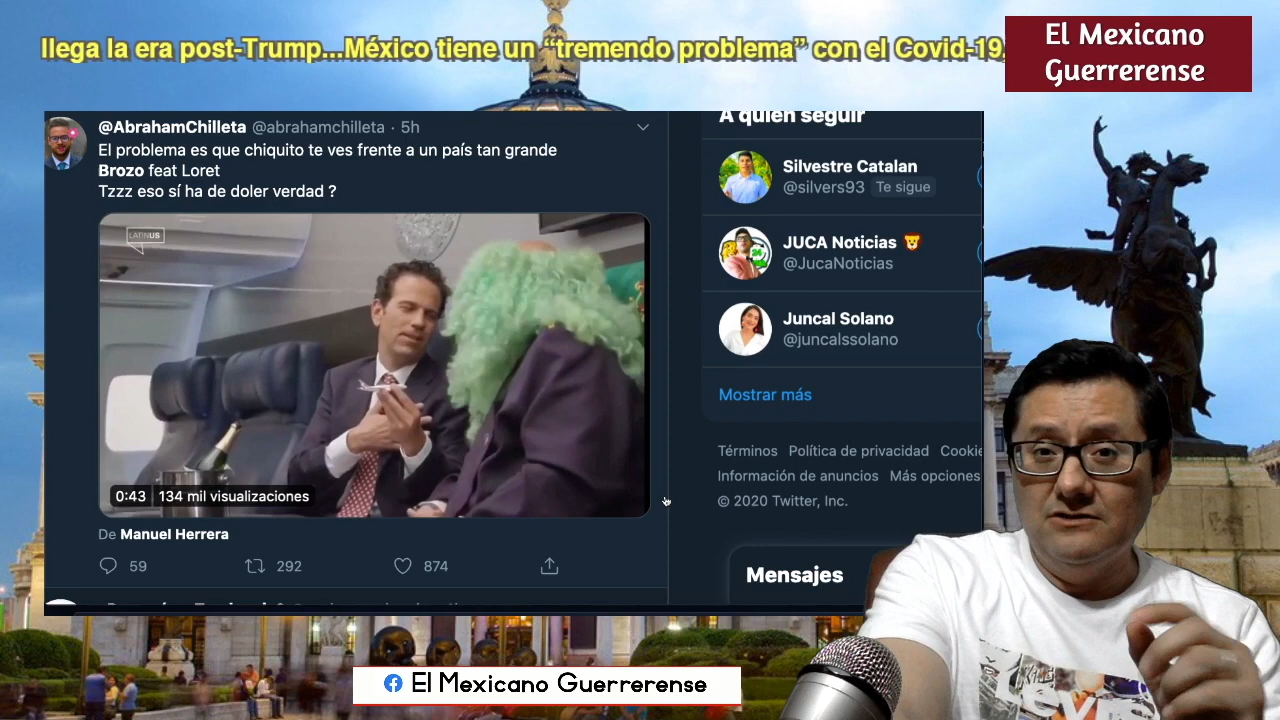 llega la era post-Trump...México tiene un “tremendo problema” con el Covid-19
El Mexicano
Guerrerense
@AbrahamChilleta @abrahamchilleta · 5h
El problema es que chiquito te ves frente a un país tan grande
Brozo feat Loret
Tzzz eso sí ha de doler verdad ?
LATINUS
0:43 134 mil visualizaciones
De Manuel Herrera
59 292 874
A quién seguir
Silvestre Catalan
@silvers93 Te sigue
JUCA Noticias 🦁
@JucaNoticias
Juncal Solano
@juncalssolano
Mostrar más
Términos Política de privacidad
Información de anuncios Más opciones
© 2020 Twitter, Inc.
Mensajes
El Mexicano Guerrerense